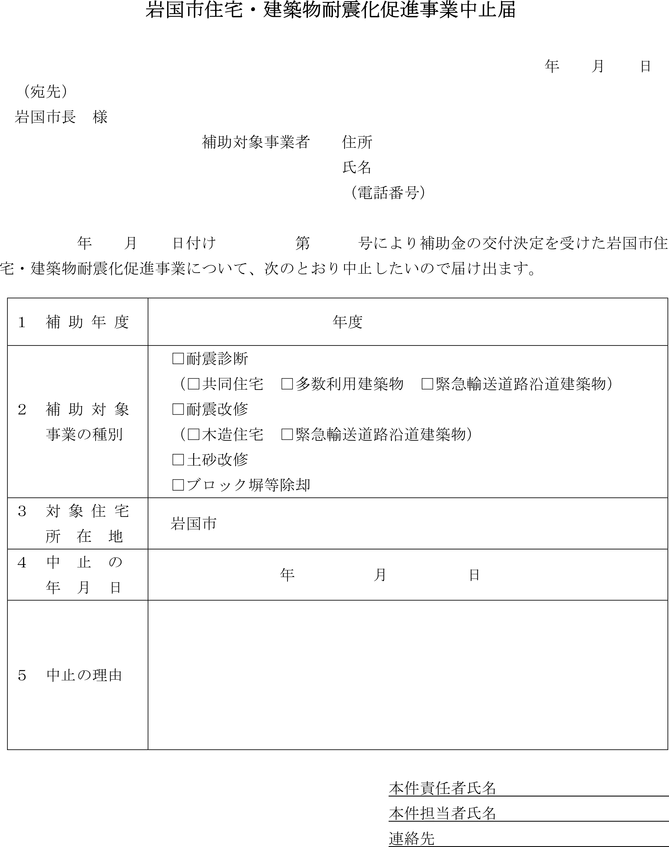 岩国市住宅・建築物耐震化促進事業中止届
年　　月　　日
（宛先）
岩国市長　様
補助対象事業者　　住所
氏名
（電話番号）
年　　月　　日付け　　　　　第　　　号により補助金の交付決定を受けた岩国市住
宅・建築物耐震化促進事業について、次のとおり中止したいので届け出ます。
１　補助年度　　　　年度
２　補助対象
事業の種別
□耐震診断
（□共同住宅　□多数利用建築物　□緊急輸送道路沿道建築物）
□耐震改修
（□木造住宅　□緊急輸送道路沿道建築物）
□土砂改修
□ブロック塀等除却
３　対象住宅
所在地
岩国市
４　中止の
年月日
年　　　　　月　　　　　日
５　中止の理由
本件責任者氏名
本件担当者氏名
連絡先